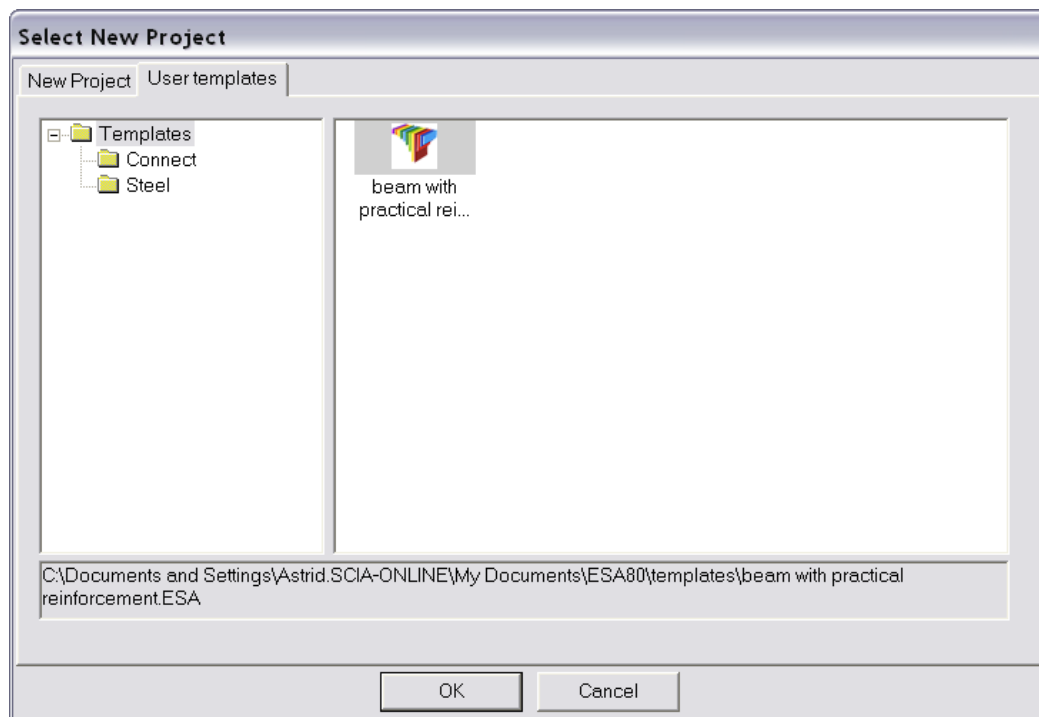 Select New Project
New Project User templates
Templates
Connect
Steel
beam with
practical rei...
C:\Documents and Settings\Astrid.SCIA-ONLINE\My Documents\ESA80\templates\beam with practical
reinforcement.ESA
OK Cancel